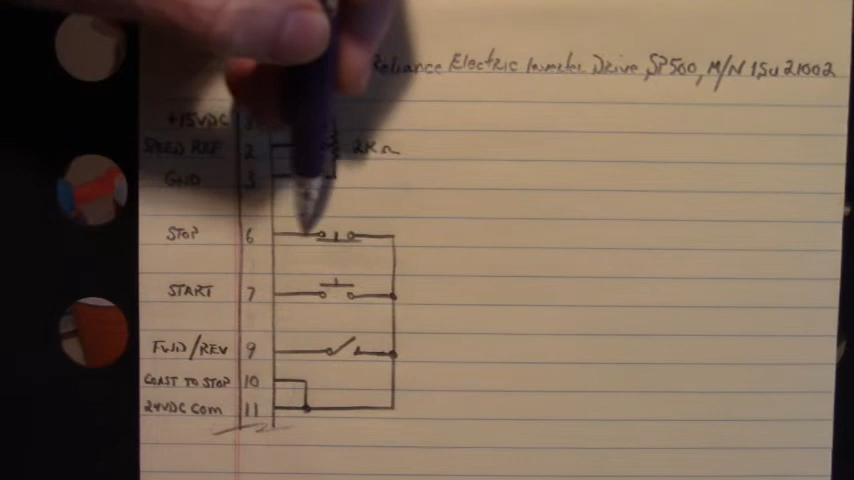 Reliance Electric Inverter Drive, SP500, M/N 1SU21002
+15VDC 1
SPEED REF 2 2KΩ
GND 3
STOP 6
START 7
FWD/REV 9
COAST TO STOP 10
24VDC COM 11